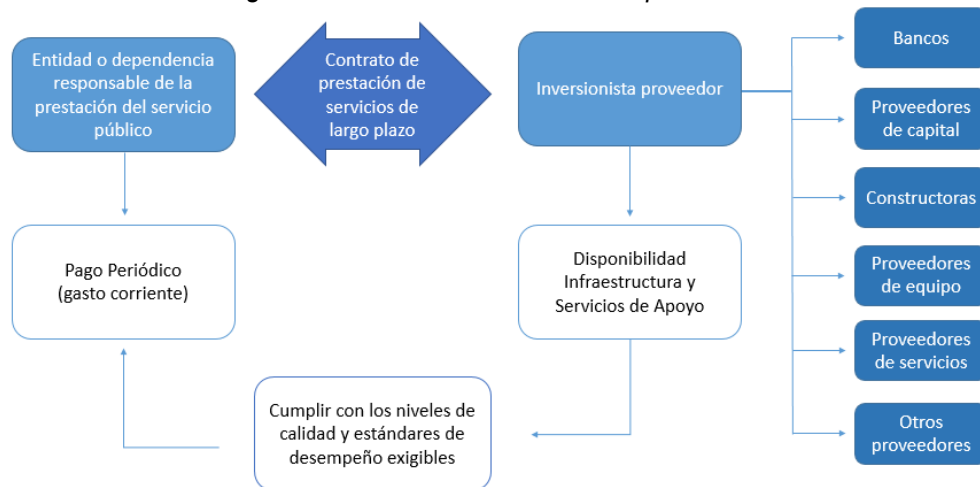 Entidad o dependencia
responsable de la
prestación del servicio
público
Contrato de
prestación de
servicios de
largo plazo
Inversionista proveedor
Bancos
Proveedores
de capital
Constructoras
Proveedores
de equipo
Proveedores
de servicios
Otros
proveedores
Pago Periódico
(gasto corriente)
Disponibilidad
Infraestructura y
Servicios de Apoyo
Cumplir con los niveles de
calidad y estándares de
desempeño exigibles